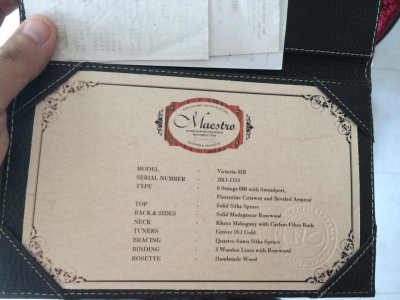 Maestro
MODEL : Victoria-MR
SERIAL NUMBER : 2013-1354
TYPE : 6 Strings 000 with Soundport,
Florentine Cutaway and Beveled Armrest
TOP : Solid Sitka Spruce
BACK & SIDES : Solid Madagascar Rosewood
NECK : Khaya Mahogany with Carbon Fiber Rods
TUNERS : Grover 18:1 Gold
BRACING : Quarter-Sawn Sitka Spruce
BINDING : 5 Wooden Lines with Rosewood
ROSETTE : Handmade Wood